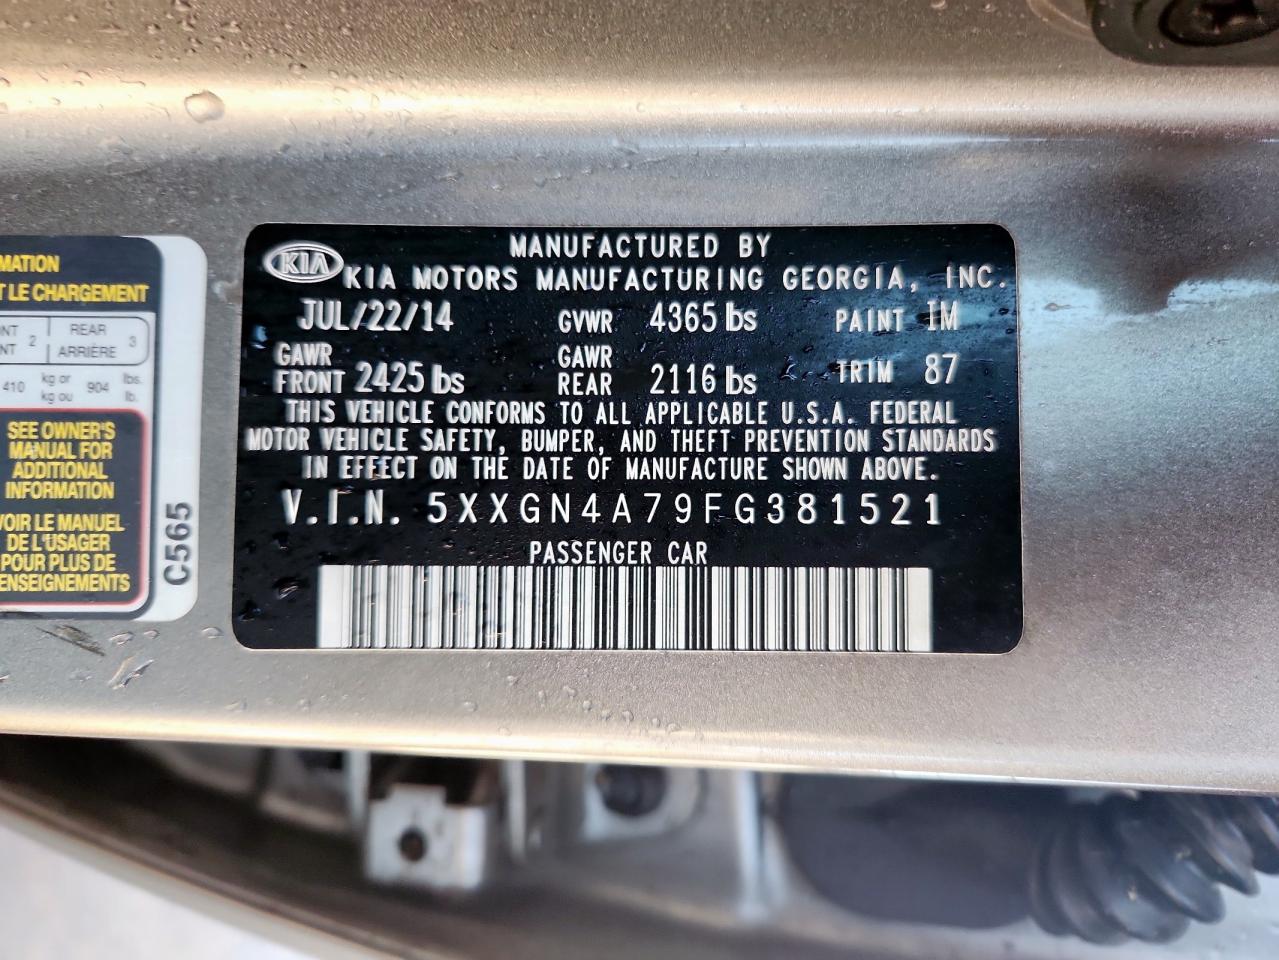 MATION
T LE CHARGEMENT
NT 2 REAR 3
NT ARRIÈRE
410 kg or 904 lbs.
kg ou lb.
SEE OWNER'S
MANUAL FOR
ADDITIONAL
INFORMATION
VOIR LE MANUEL
DE L'USAGER
POUR PLUS DE
ENSEIGNEMENTS
C565
KIA
MANUFACTURED BY
KIA MOTORS MANUFACTURING GEORGIA, INC.
JUL/22/14 GVWR 4365 lbs PAINT IM
GAWR FRONT 2425 lbs GAWR REAR 2116 lbs TRIM 87
THIS VEHICLE CONFORMS TO ALL APPLICABLE U.S.A. FEDERAL
MOTOR VEHICLE SAFETY, BUMPER, AND THEFT PREVENTION STANDARDS
IN EFFECT ON THE DATE OF MANUFACTURE SHOWN ABOVE.
V.I.N. 5XXGN4A79FG381521
PASSENGER CAR